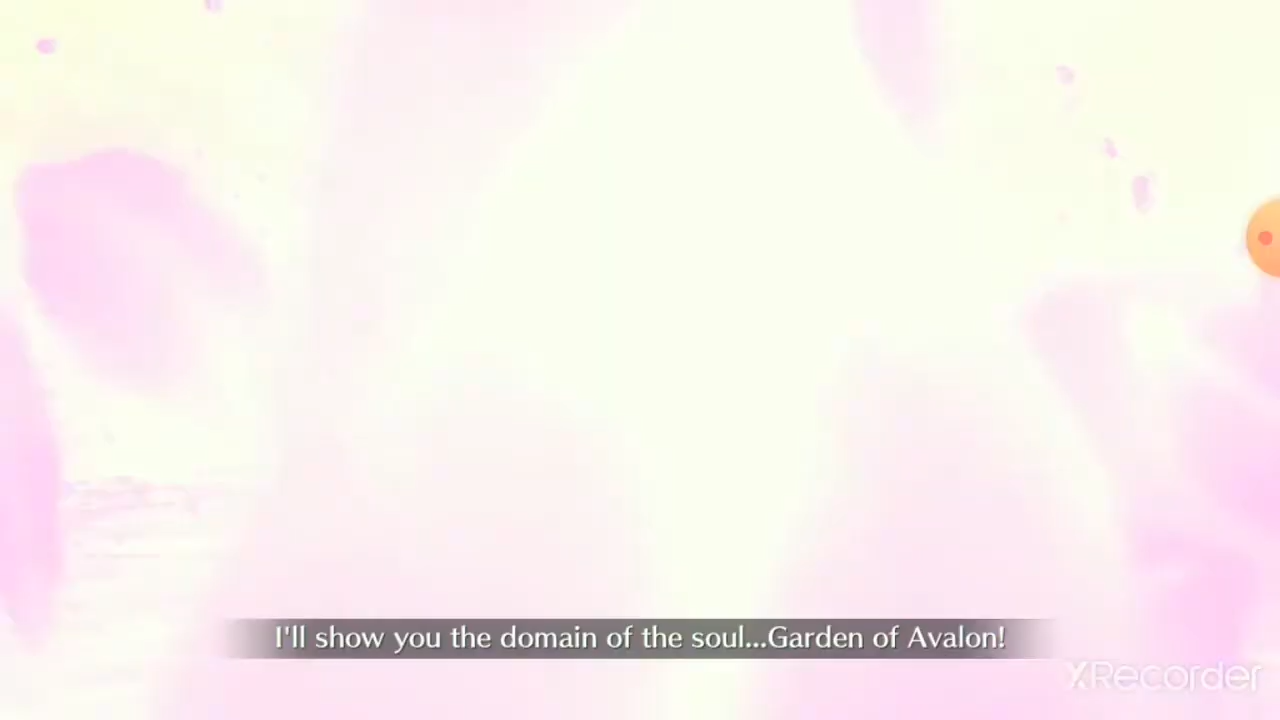 I'll show you the domain of the soul...Garden of Avalon!
XRecorder